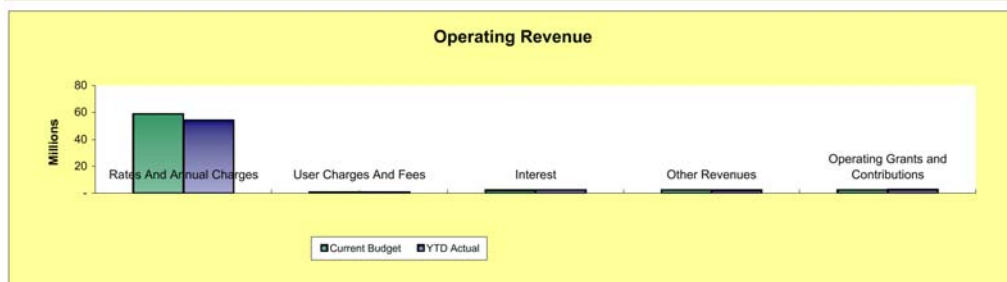 Operating Revenue
Millions
80
60
40
20
-
Rates And Annual Charges
User Charges And Fees
Interest
Other Revenues
Operating Grants and
Contributions
Current Budget
YTD Actual